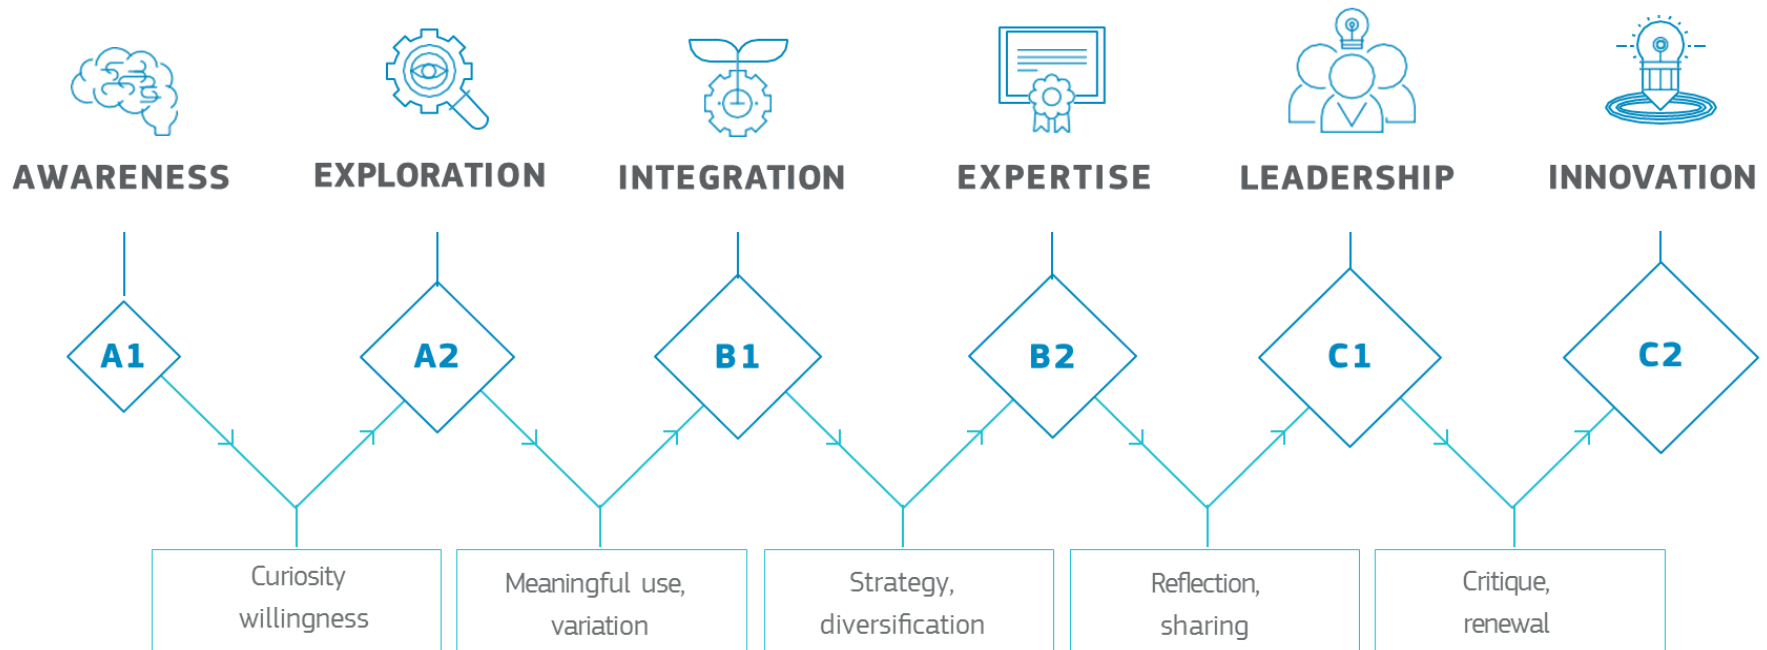 AWARENESS
EXPLORATION
INTEGRATION
EXPERTISE
LEADERSHIP
INNOVATION
A1
A2
B1
B2
C1
C2
Curiosity
willingness
Meaningful use,
variation
Strategy,
diversification
Reflection,
sharing
Critique,
renewal